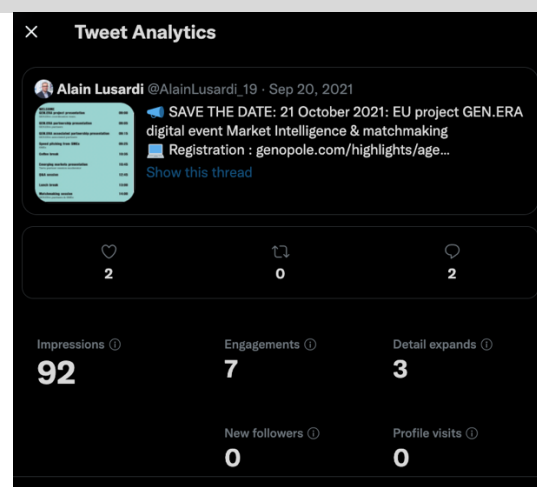 × Tweet Analytics
Alain Lusardi @AlainLusardi_19 · Sep 20, 2021
📣 SAVE THE DATE: 21 October 2021: EU project GEN.ERA
digital event Market Intelligence & matchmaking
💻 Registration : genopole.com/highlights/age...
Show this thread
2
0
2
Impressions
Engagements
Detail expands
92
7
3
New followers
Profile visits
0
0